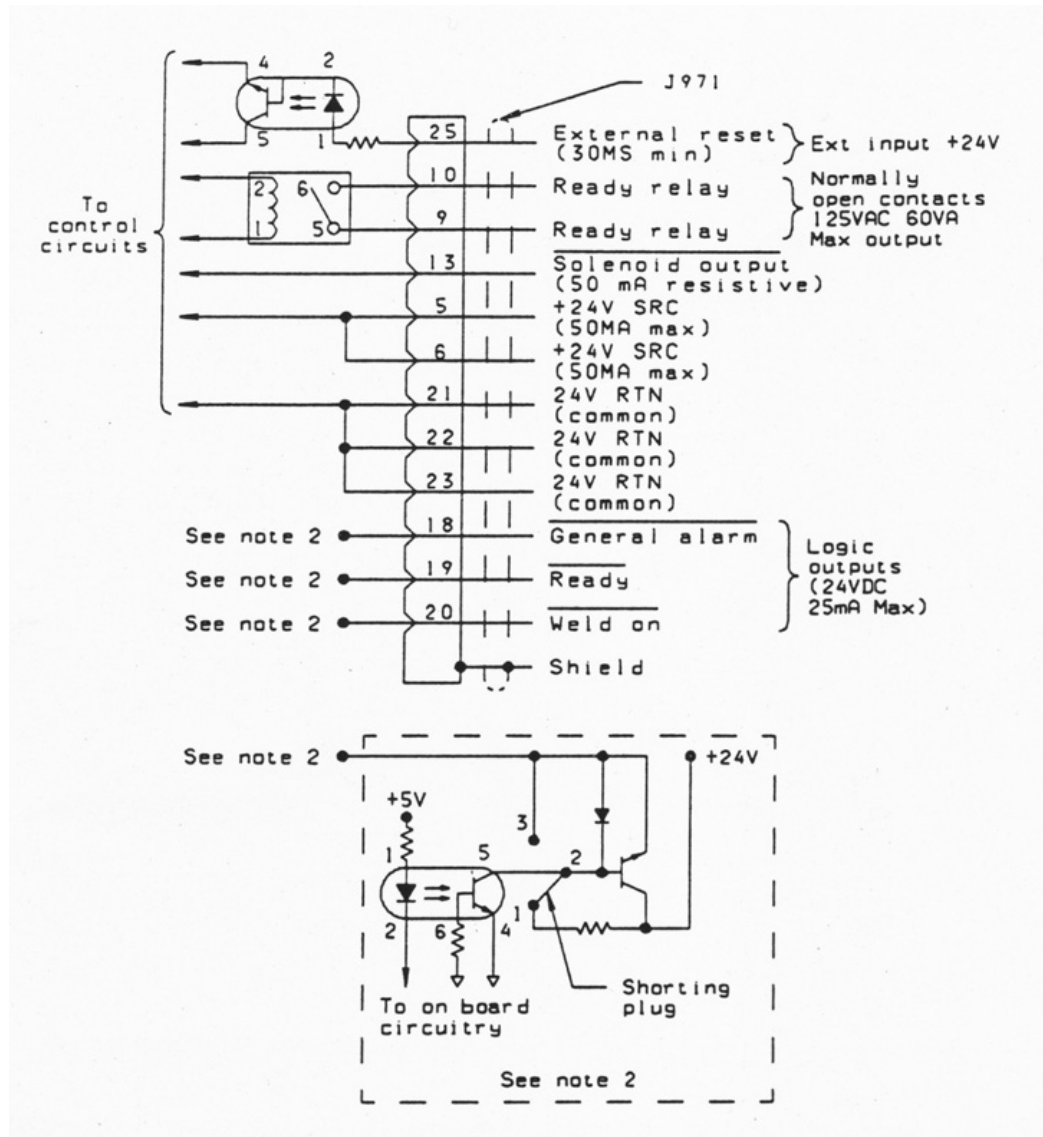 4 2
5 1
J971
25 External reset
(30MS min)
Ext input +24V
To
control
circuits
2 6
1 5
10 Ready relay
9 Ready relay
Normally
open contacts
125VAC 60VA
Max output
13 Solenoid output
(50 mA resistive)
5 +24V SRC
(50MA max)
6 +24V SRC
(50MA max)
21 24V RTN
(common)
22 24V RTN
(common)
23 24V RTN
(common)
See note 2 18 General alarm
See note 2 19 Ready
See note 2 20 Weld on
Logic
outputs
(24VDC
25mA Max)
Shield
See note 2
+24V
+5V
3
1 5 2
1
2 6 4
To on board
circuitry
Shorting
plug
See note 2